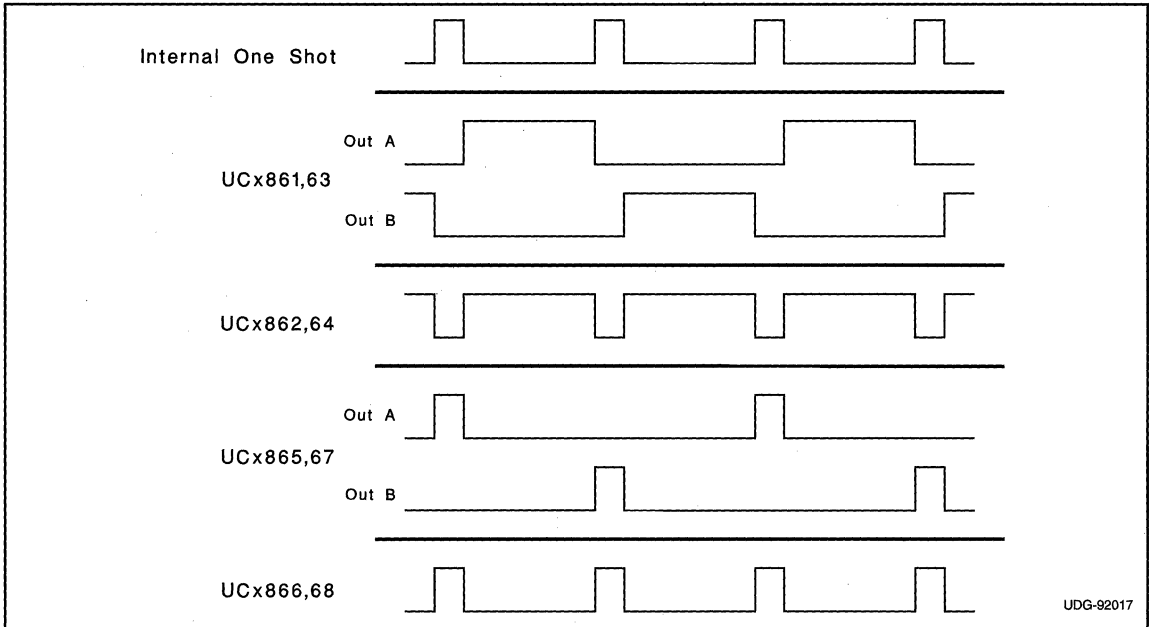 Internal One Shot
Out A
UCx861,63
Out B
UCx862,64
Out A
UCx865,67
Out B
UCx866,68
UDG-92017